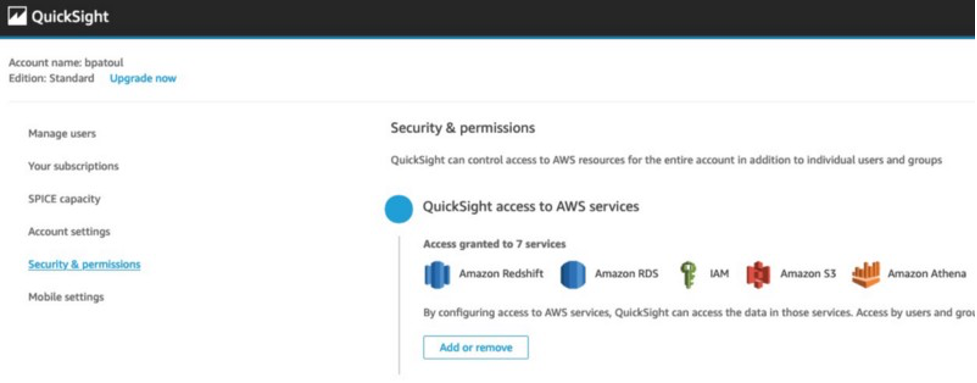 QuickSight
Account name: bpatoul
Edition: Standard Upgrade now
Manage users
Your subscriptions
SPICE capacity
Account settings
Security & permissions
Mobile settings
Security & permissions
QuickSight can control access to AWS resources for the entire account in addition to individual users and groups
QuickSight access to AWS services
Access granted to 7 services
Amazon Redshift Amazon RDS IAM Amazon S3 Amazon Athena
By configuring access to AWS services, QuickSight can access the data in those services. Access by users and grou
Add or remove